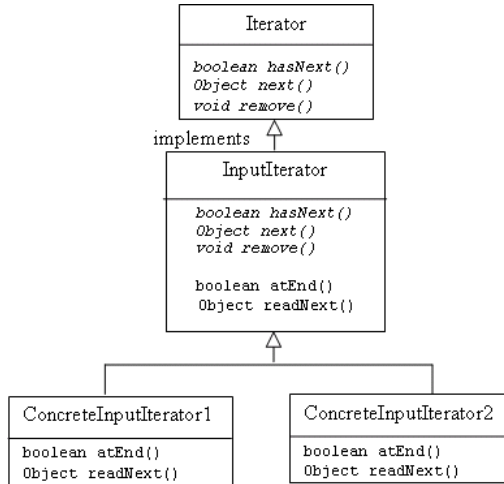 Iterator
boolean hasNext()
Object next()
void remove()
implements
InputIterator
boolean hasNext()
Object next()
void remove()
boolean atEnd()
Object readNext()
ConcreteInputIterator1
boolean atEnd()
Object readNext()
ConcreteInputIterator2
boolean atEnd()
Object readNext()